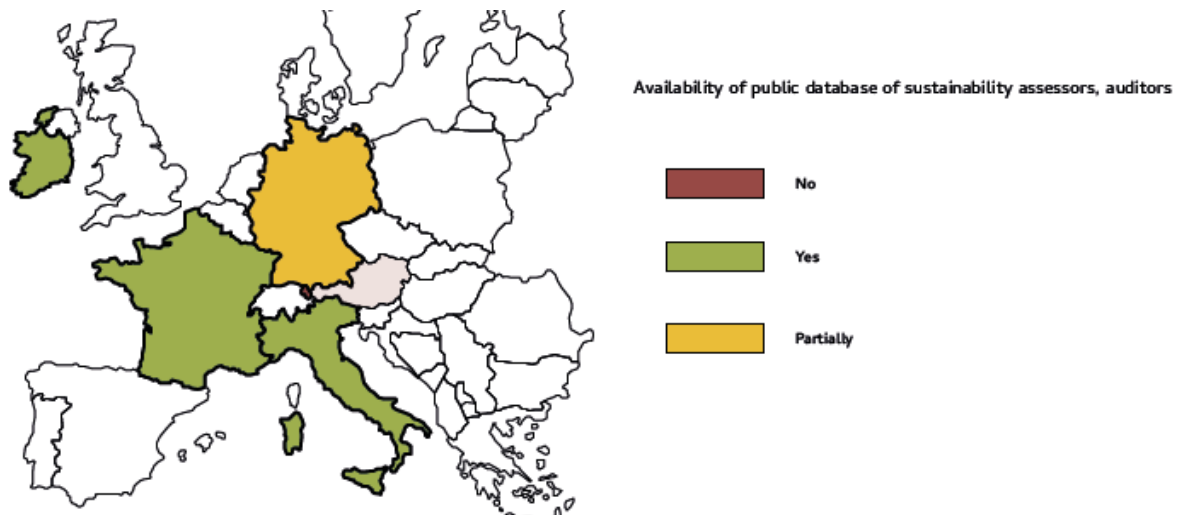 Availability of public database of sustainability assessors, auditors
No
Yes
Partially